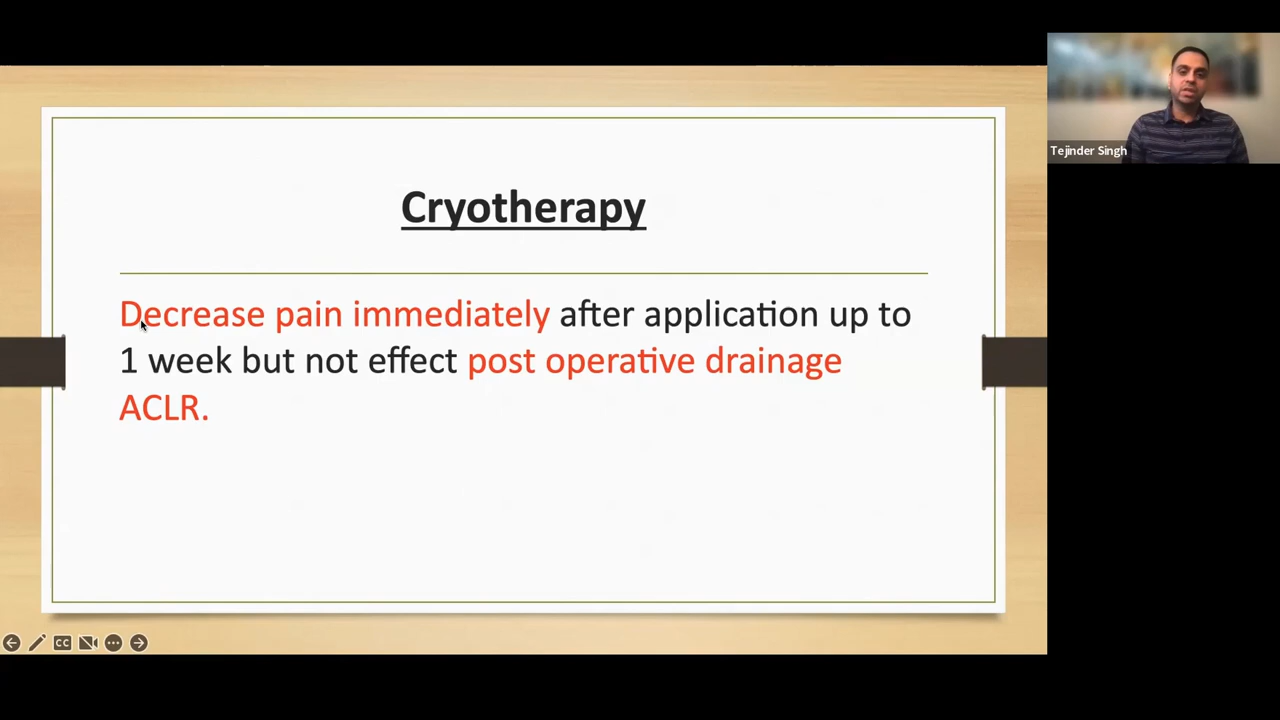 Cryotherapy
Decrease pain immediately after application up to
1 week but not effect post operative drainage
ACLR.
Tejinder Singh
CC